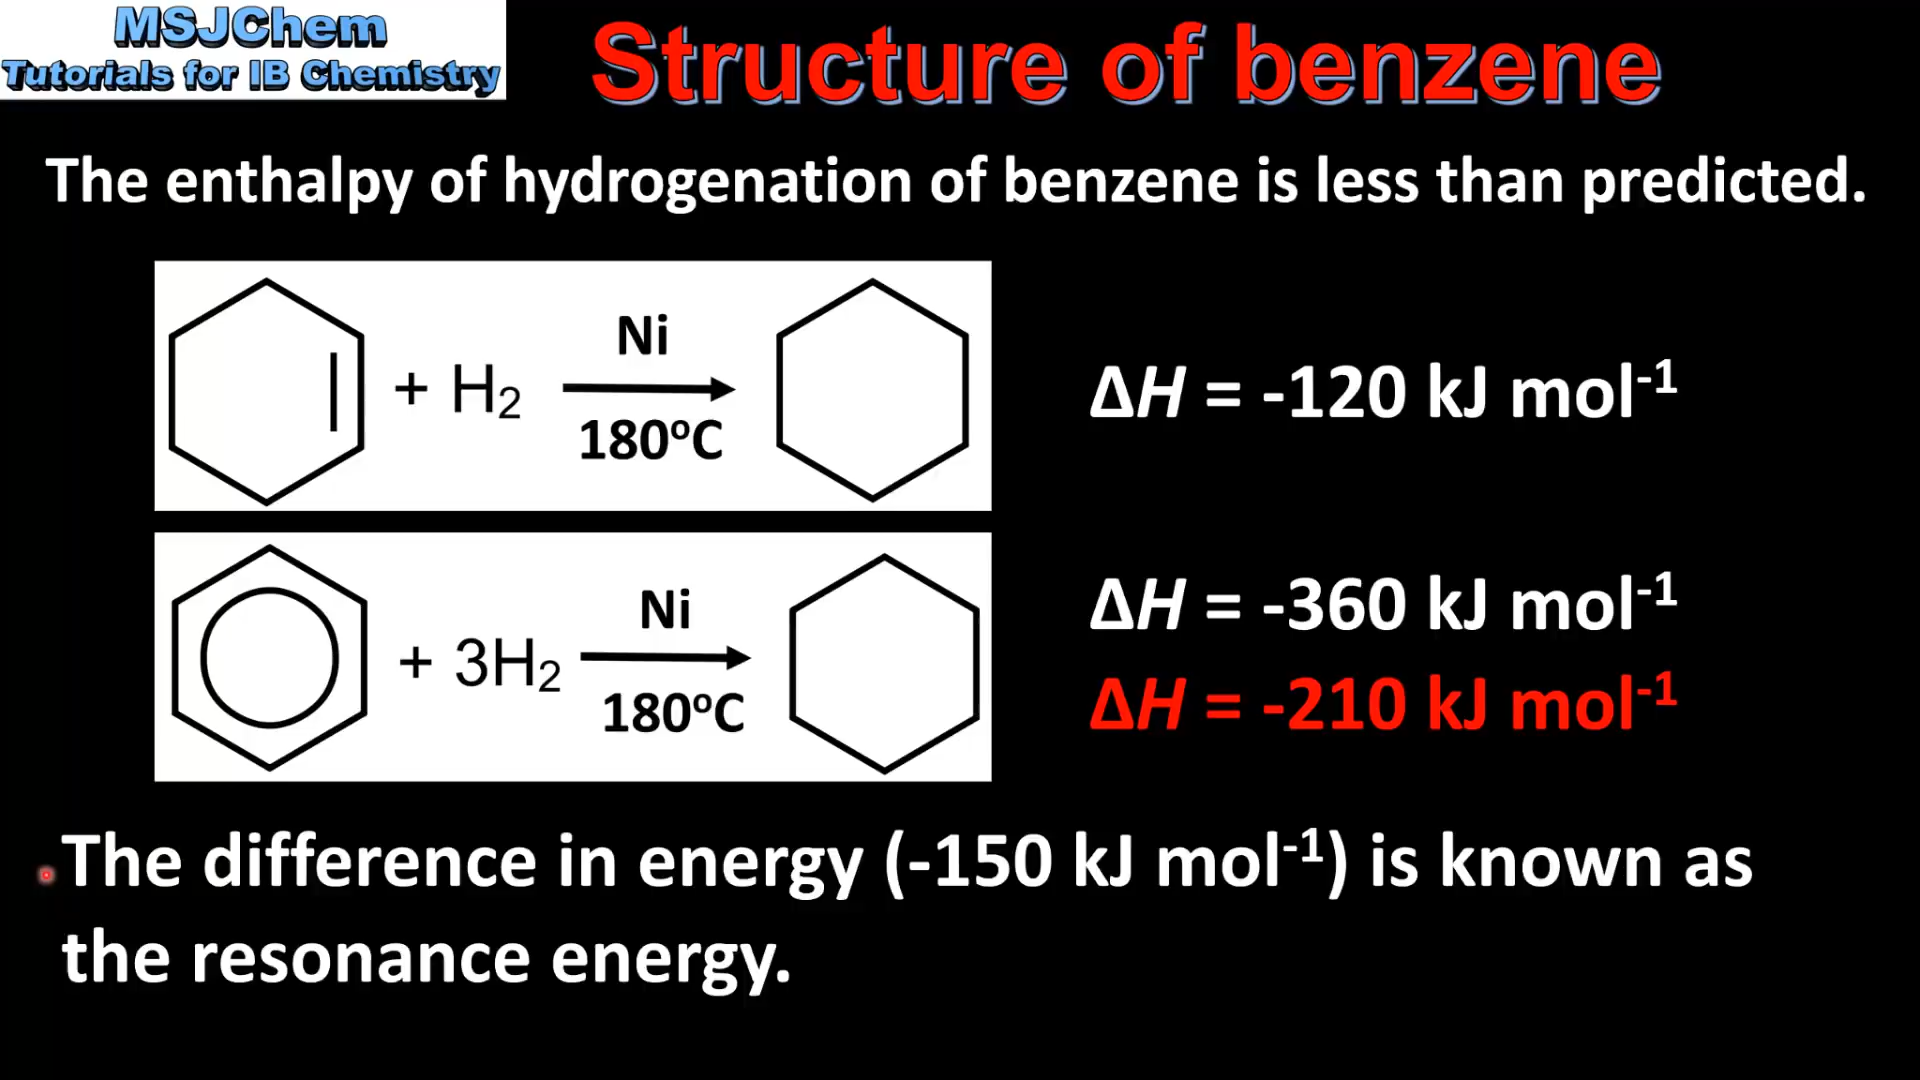 MSJChem
Tutorials for IB Chemistry
Structure of benzene
The enthalpy of hydrogenation of benzene is less than predicted.
+ H₂
Ni
180ºC
ΔH = -120 kJ mol⁻¹
+ 3H₂
Ni
180ºC
ΔH = -360 kJ mol⁻¹
ΔH = -210 kJ mol⁻¹
The difference in energy (-150 kJ mol⁻¹) is known as
the resonance energy.